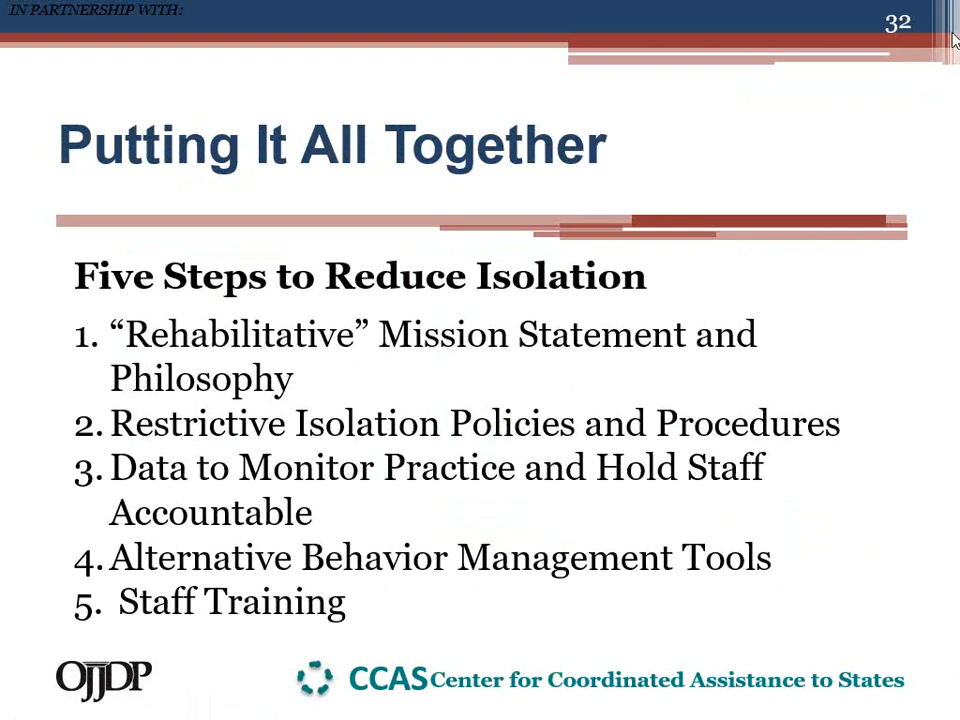 IN PARTNERSHIP WITH:
32
Putting It All Together
Five Steps to Reduce Isolation
1. “Rehabilitative” Mission Statement and
Philosophy
2. Restrictive Isolation Policies and Procedures
3. Data to Monitor Practice and Hold Staff
Accountable
4. Alternative Behavior Management Tools
5. Staff Training
OJJDP
CCAS Center for Coordinated Assistance to States